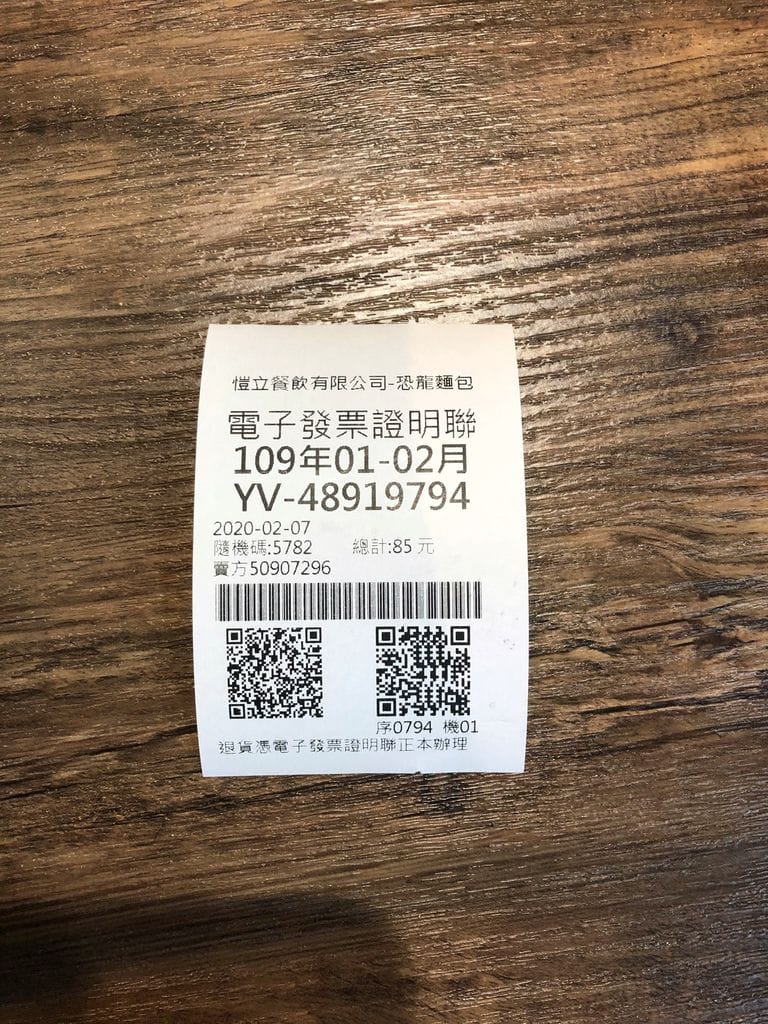 愷立餐飲有限公司-恐龍麵包
電子發票證明聯
109年01-02月
YV-48919794
2020-02-07
隨機碼:5782 總計:85 元
賣方50907296
序0794 機01
退貨憑電子發票證明聯正本辦理